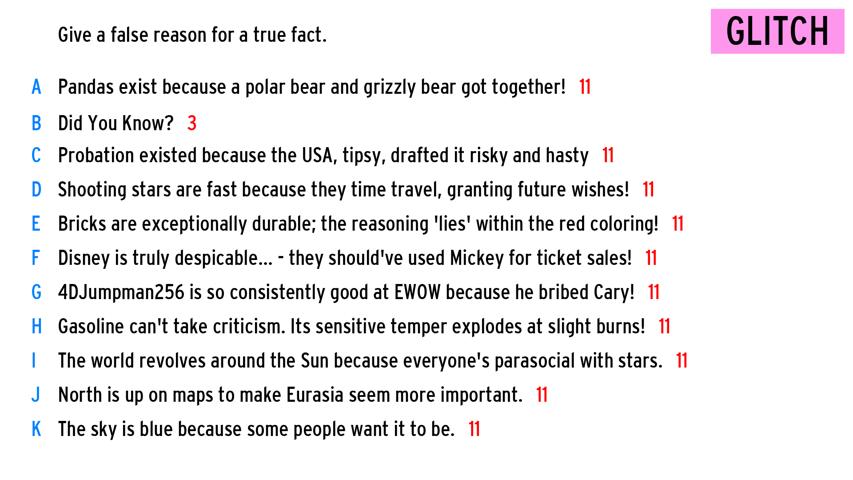 Give a false reason for a true fact.
GLITCH
A Pandas exist because a polar bear and grizzly bear got together! 11
B Did You Know? 3
C Probation existed because the USA, tipsy, drafted it risky and hasty 11
D Shooting stars are fast because they time travel, granting future wishes! 11
E Bricks are exceptionally durable; the reasoning 'lies' within the red coloring! 11
F Disney is truly despicable... - they should've used Mickey for ticket sales! 11
G 4DJumpman256 is so consistently good at EWOW because he bribed Cary! 11
H Gasoline can't take criticism. Its sensitive temper explodes at slight burns! 11
I The world revolves around the Sun because everyone's parasocial with stars. 11
J North is up on maps to make Eurasia seem more important. 11
K The sky is blue because some people want it to be. 11